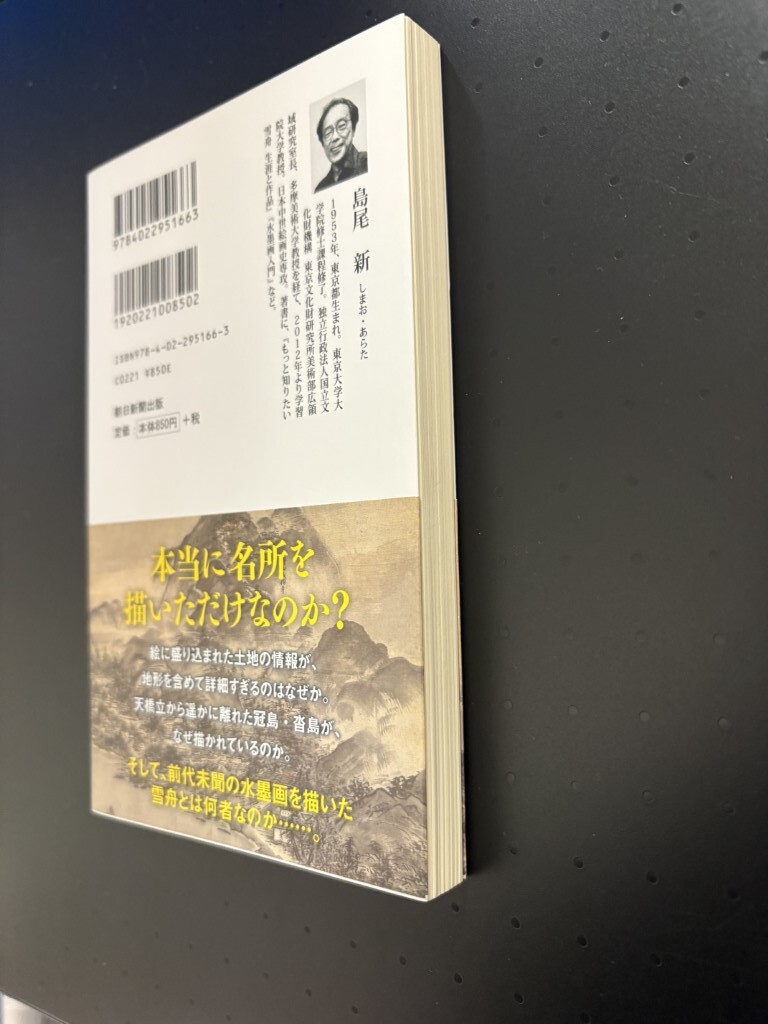 島尾 新 しまお・あらた
1953年、東京都生まれ。東京大学大
学院修士課程修了。独立行政法人国立文
化財機構 東京文化財研究所美術部広領
域研究室長、多摩美術大学教授を経て、2012年より学習
院大学教授。日本中世絵画史専攻。著書に、『もっと知りたい
雪舟 生涯と作品』『水墨画入門』など。
9784022951663
1920221008502
ISBN978-4-02-295166-3
C0221 ¥850E
朝日新聞出版
定価:本体850円+税
本当に名所を
描いただけなのか?
絵に盛り込まれた土地の情報が、
地形を含めて詳細すぎるのはなぜか。
天橋立から遥かに離れた冠島・沓島が、
なぜ描かれているのか。
そして、前代未聞の水墨画を描いた
雪舟とは何者なのか……。